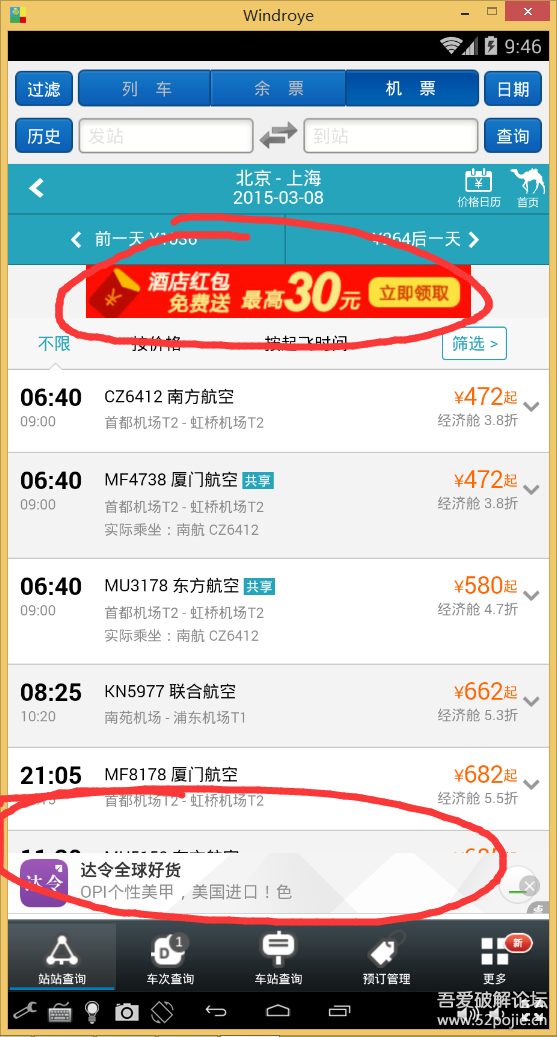 Windroye
9:46
过滤 列 车 余 票 机 票 日期
历史 发站 到站 查询
北京 - 上海
2015-03-08
价格日历 首页
前一天 ¥1036 ¥364后一天
酒店红包
免费送 最高30元 立即领取
¥
不限 按价格 按起飞时间 筛选 >
06:40 CZ6412 南方航空 ¥472起
09:00 首都机场T2 - 虹桥机场T2 经济舱 3.8折
06:40 MF4738 厦门航空 共享 ¥472起
09:00 首都机场T2 - 虹桥机场T2 经济舱 3.8折
实际乘坐：南航 CZ6412
06:40 MU3178 东方航空 共享 ¥580起
09:00 首都机场T2 - 虹桥机场T2 经济舱 4.7折
实际乘坐：南航 CZ6412
08:25 KN5977 联合航空 ¥662起
10:20 南苑机场 - 浦东机场T1 经济舱 5.3折
21:05 MF8178 厦门航空 ¥682起
首都机场T2 - 虹桥机场T2 经济舱 5.5折
达令
达令全球好货
OPI个性美甲，美国进口！色
D 1 新
站站查询 车次查询 车站查询 预订管理 更多
吾爱破解论坛
www.52pojie.cn